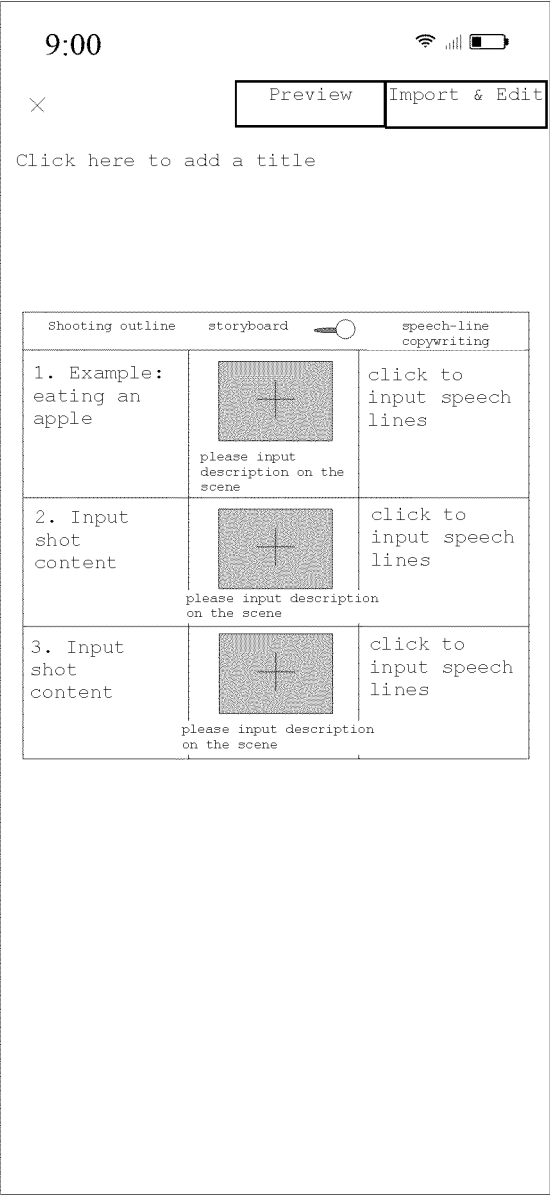 9:00
Preview
Import & Edit
Click here to add a title
Shooting outline
storyboard
speech-line
copywriting
1. Example:
eating an
apple
please input
description on the
scene
click to
input speech
lines
2. Input
shot
content
please input description
on the scene
click to
input speech
lines
3. Input
shot
content
please input description
on the scene
click to
input speech
lines